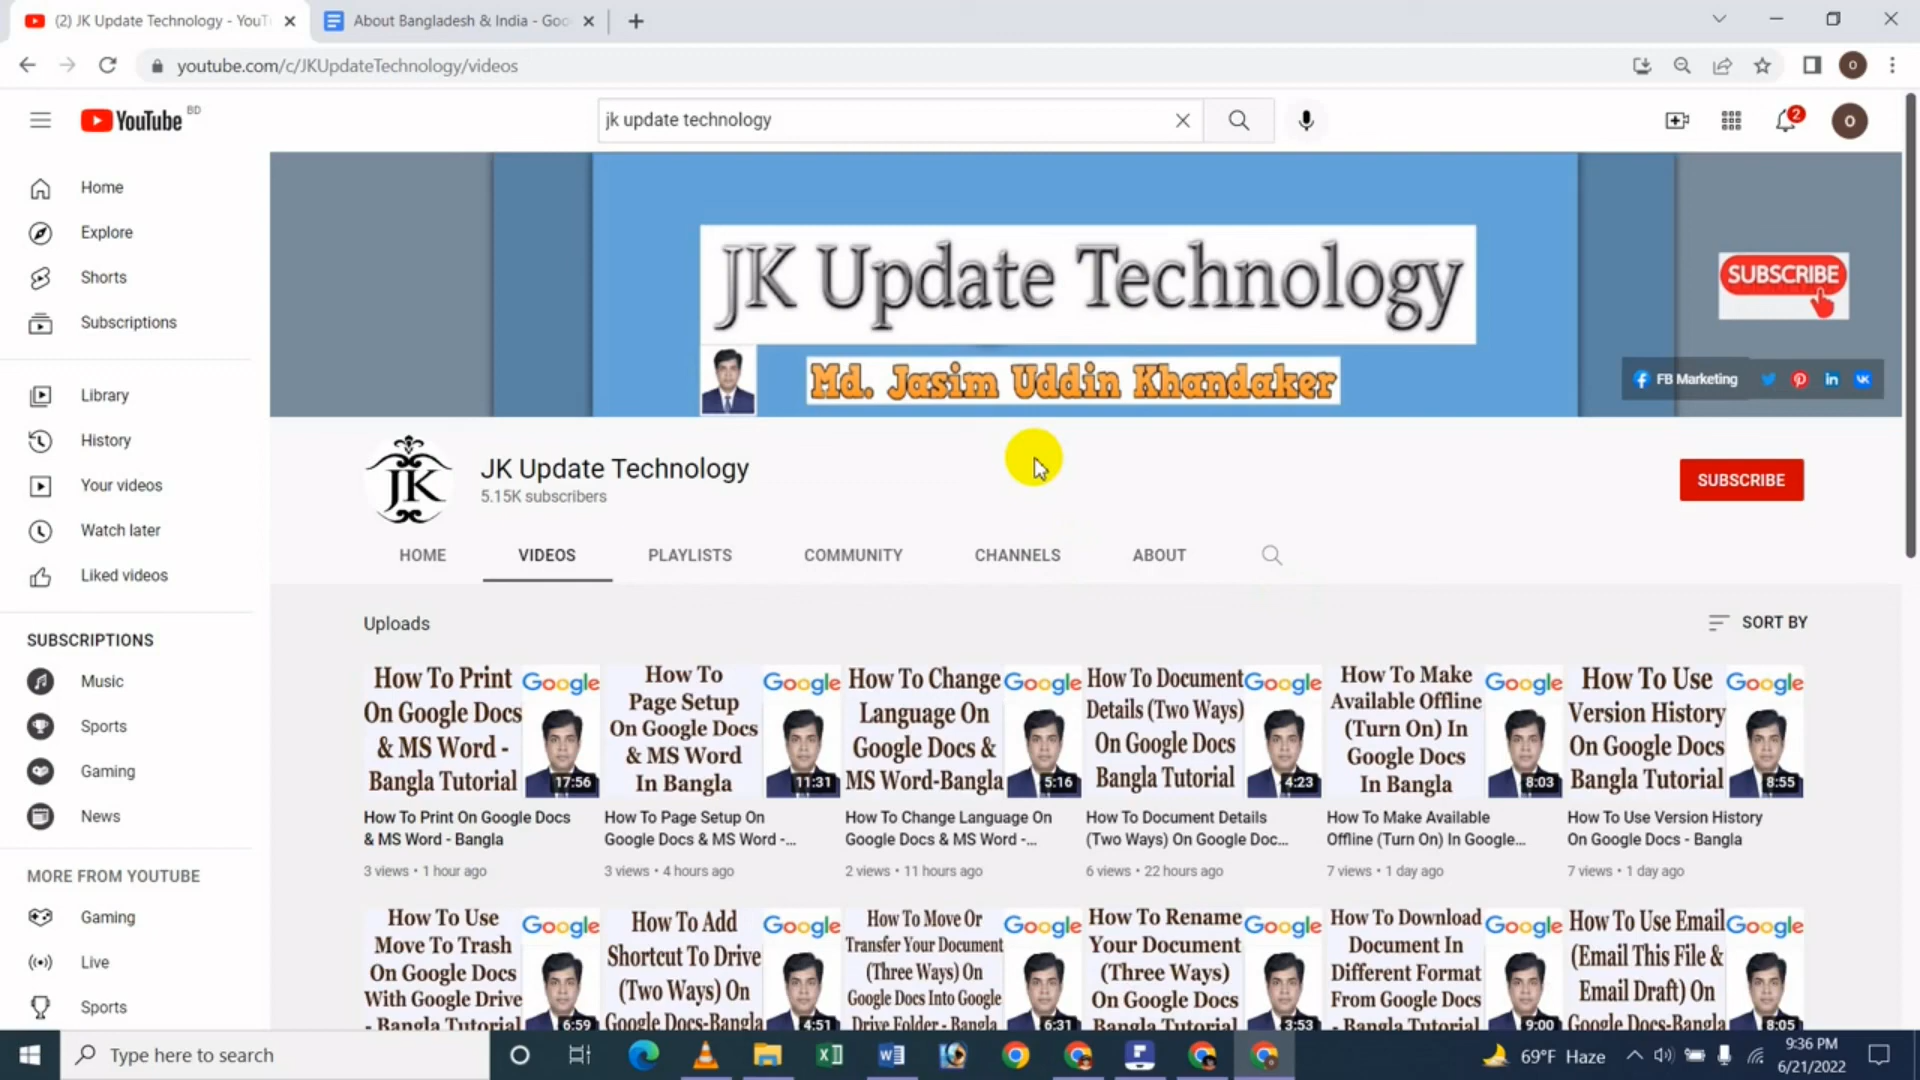 (2) JK Update Technology - YouT
About Bangladesh & India - Goo
youtube.com/c/JKUpdateTechnology/videos
O
YouTube BD
jk update technology
2
O
Home
Explore
Shorts
Subscriptions
Library
History
Your videos
Watch later
Liked videos
SUBSCRIPTIONS
Music
Sports
Gaming
News
MORE FROM YOUTUBE
Gaming
Live
Sports
JK Update Technology
Md. Jasim Uddin Khandaker
SUBSCRIBE
FB Marketing
JK
JK Update Technology
5.15K subscribers
SUBSCRIBE
HOME VIDEOS PLAYLISTS COMMUNITY CHANNELS ABOUT
Uploads
SORT BY
How To Print
On Google Docs
& MS Word -
Bangla Tutorial
Google
17:56
How To Print On Google Docs
& MS Word - Bangla
3 views • 1 hour ago
How To
Page Setup
On Google Docs
& MS Word
In Bangla
Google
11:31
How To Page Setup On
Google Docs & MS Word -...
3 views • 4 hours ago
How To Change
Language On
Google Docs &
MS Word-Bangla
Google
5:16
How To Change Language On
Google Docs & MS Word -...
2 views • 11 hours ago
How To Document
Details (Two Ways)
On Google Docs
Bangla Tutorial
Google
4:23
How To Document Details
(Two Ways) On Google Doc...
6 views • 22 hours ago
How To Make
Available Offline
(Turn On) In
Google Docs
In Bangla
Google
8:03
How To Make Available
Offline (Turn On) In Google...
7 views • 1 day ago
How To Use
Version History
On Google Docs
Bangla Tutorial
Google
8:55
How To Use Version History
On Google Docs - Bangla
7 views • 1 day ago
How To Use
Move To Trash
On Google Docs
With Google Drive
- Bangla Tutorial
Google
6:59
How To Add
Shortcut To Drive
(Two Ways) On
Google Docs-Bangla
Google
4:51
How To Move Or
Transfer Your Document
(Three Ways) On
Google Docs Into Google
Drive Folder - Bangla
Google
6:31
How To Rename
Your Document
(Three Ways)
On Google Docs
Bangla Tutorial
Google
3:53
How To Download
Document In
Different Format
From Google Docs
- Bangla Tutorial
Google
9:00
How To Use Email
(Email This File &
Email Draft) On
Google Docs-Bangla
Google
8:05
Type here to search
69°F Haze
9:36 PM
6/21/2022